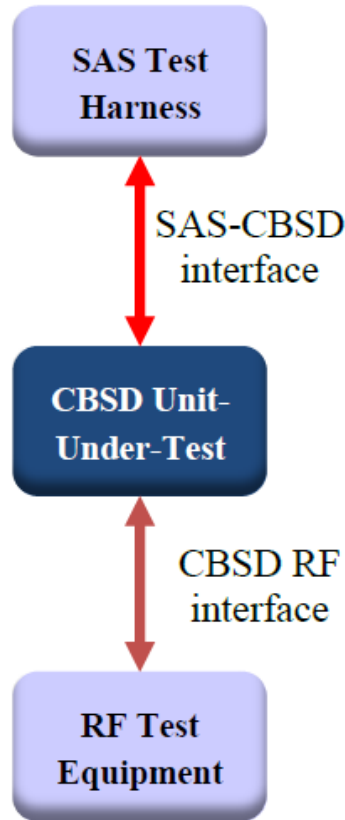 SAS Test
Harness
SAS-CBSD
interface
CBSD Unit-
Under-Test
CBSD RF
interface
RF Test
Equipment